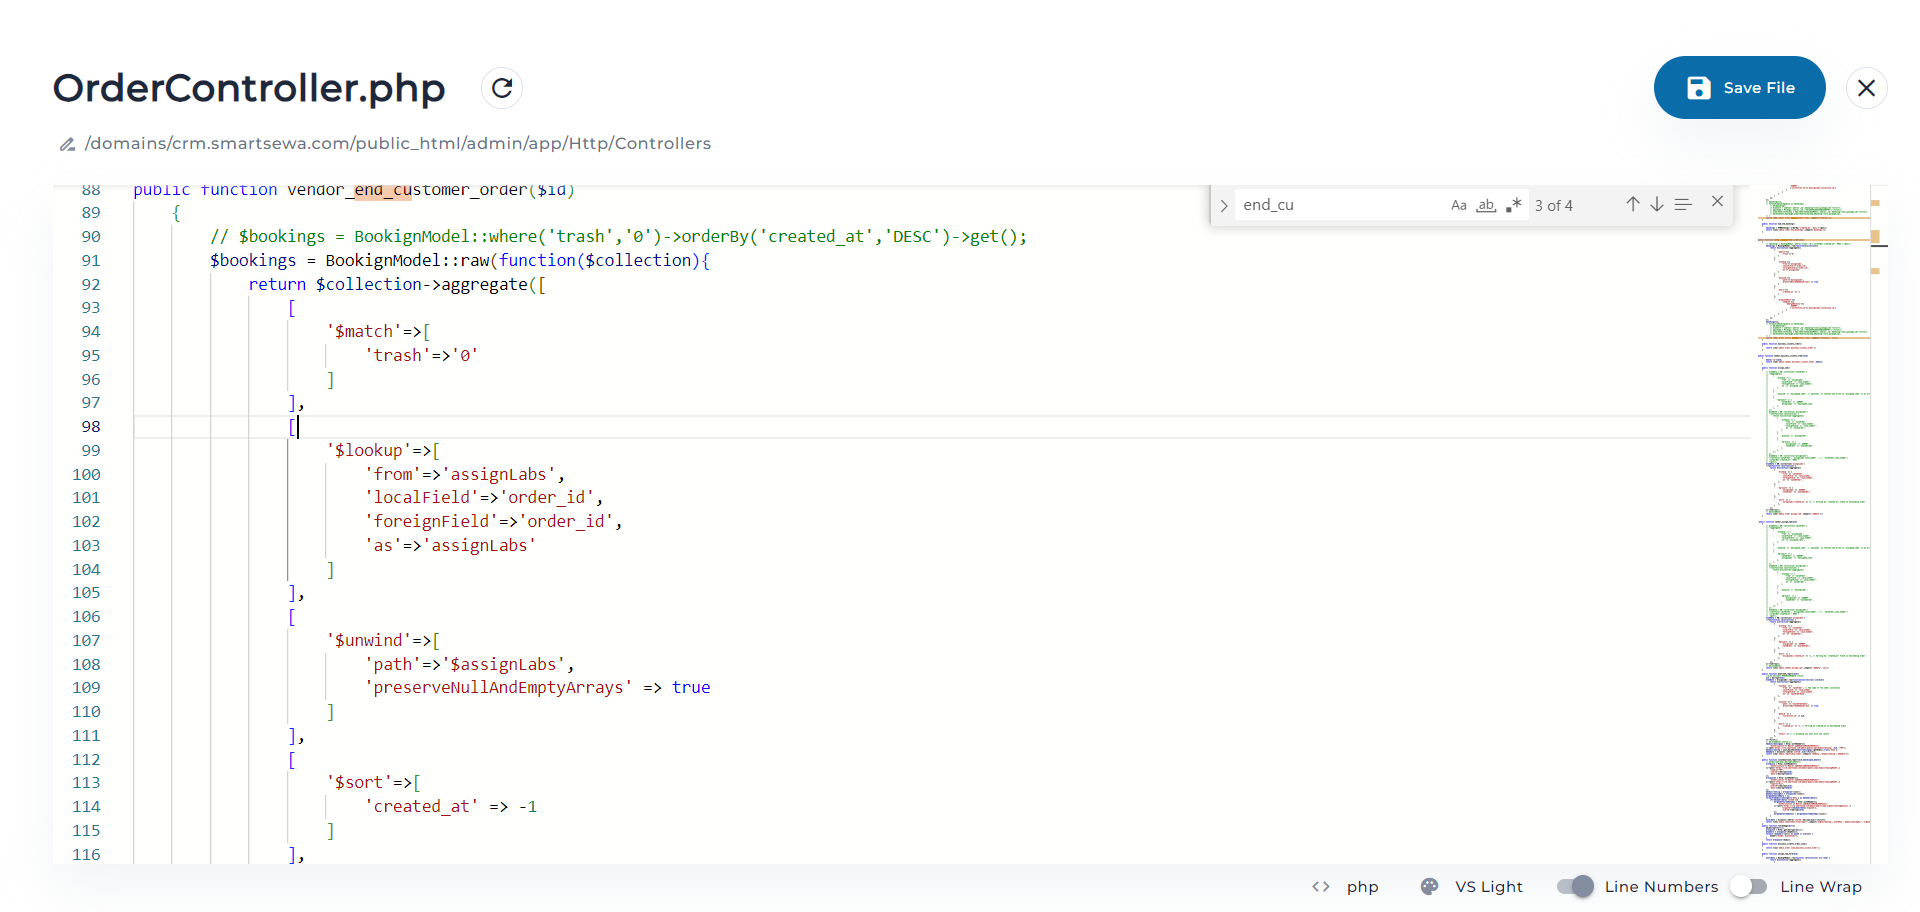 OrderController.php
Save File
/domains/crm.smartsewa.com/public_html/admin/app/Http/Controllers
end_cu
Aa ab, .* 3 of 4
88 public function vendor_end_customer_order($id)
89 {
90 // $bookings = BookignModel::where('trash','0')->orderBy('created_at','DESC')->get();
91 $bookings = BookignModel::raw(function($collection){
92 return $collection->aggregate([
93 [
94 '$match'=>[
95 'trash'=>'0'
96 ]
97 ],
98 [
99 '$lookup'=>[
100 'from'=>'assignLabs',
101 'localField'=>'order_id',
102 'foreignField'=>'order_id',
103 'as'=>'assignLabs'
104 ]
105 ],
106 [
107 '$unwind'=>[
108 'path'=>'$assignLabs',
109 'preserveNullAndEmptyArrays' => true
110 ]
111 ],
112 [
113 '$sort'=>[
114 'created_at' => -1
115 ]
116 ],
<> php VS Light Line Numbers Line Wrap